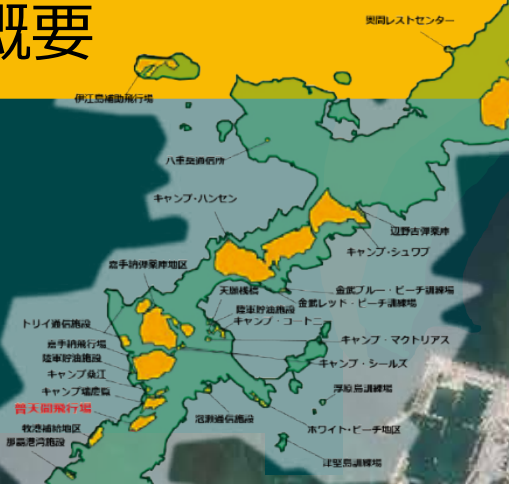 概要
奥間レストセンター
伊江島補助飛行場
八重岳通信所
キャンプ・ハンセン
辺野古弾薬庫
キャンプ・シュワブ
嘉手納弾薬庫地区
天願桟橋
金武ブルー・ビーチ訓練場
金武レッド・ビーチ訓練場
陸軍貯油施設
キャンプ・コートニー
トリイ通信施設
嘉手納飛行場
キャンプ・マクトリアス
陸軍貯油施設
キャンプ・シールズ
キャンプ桑江
キャンプ瑞慶覧
浮原島訓練場
普天間飛行場
泡瀬通信施設
牧港補給地区
ホワイト・ビーチ地区
那覇港湾施設
津堅島訓練場